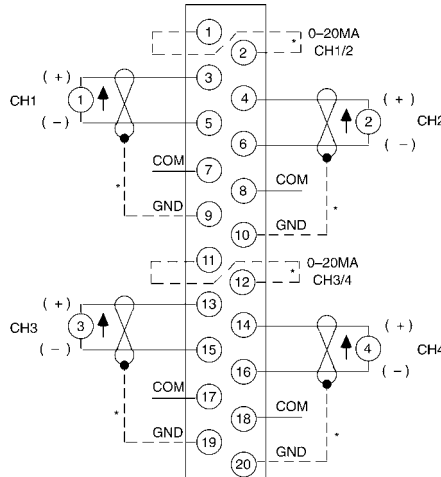 1
0–20MA
* CH1/2
2
(+)
3
4
(+)
CH1
1
2
CH2
(−)
5
6
(−)
COM
7
8
COM
*
GND
9
10
GND
*
11
0–20MA
* CH3/4
12
(+)
13
14
(+)
CH3
3
4
CH4
(−)
15
16
(−)
COM
17
18
COM
*
GND
19
20
GND
*